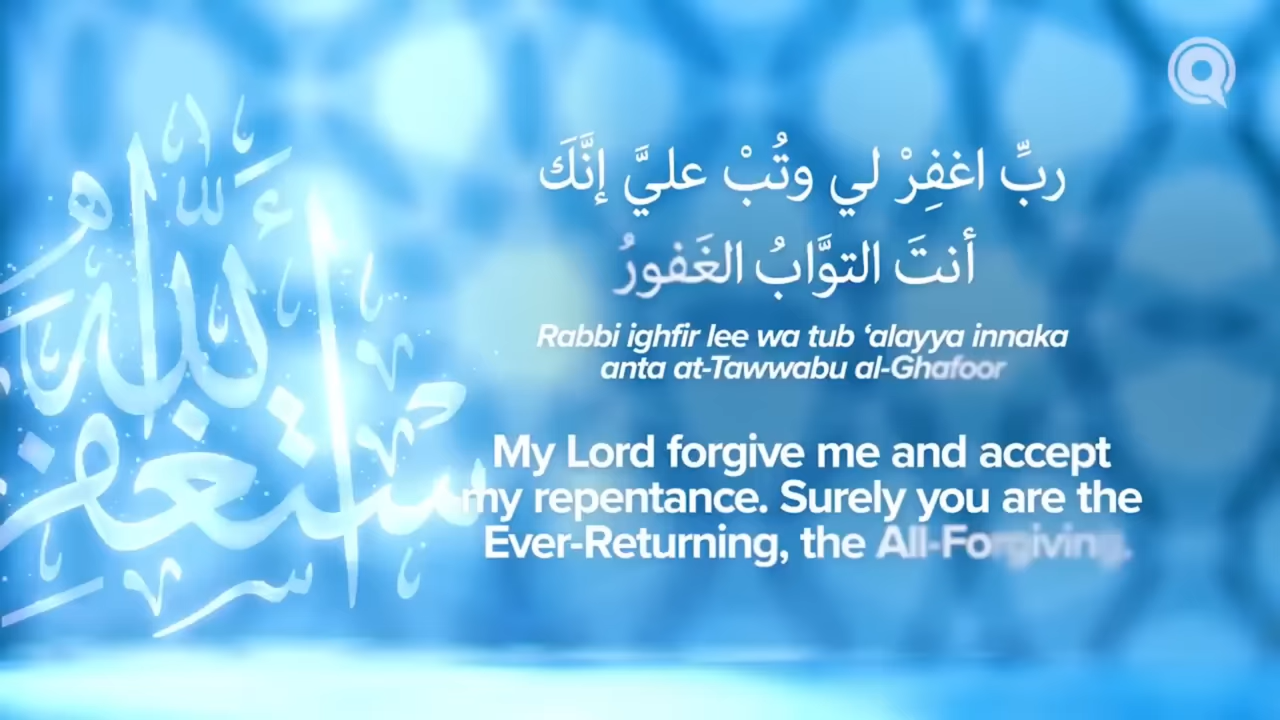 أستغفر الله
ربِّ اغفِرْ لي وتُبْ عليَّ إنَّكَ
أنتَ التوَّابُ الغَفورُ
Rabbi ighfir lee wa tub ‘alayya innaka
anta at-Tawwabu al-Ghafoor
My Lord forgive me and accept
my repentance. Surely you are the
Ever-Returning, the All-Forgiving.